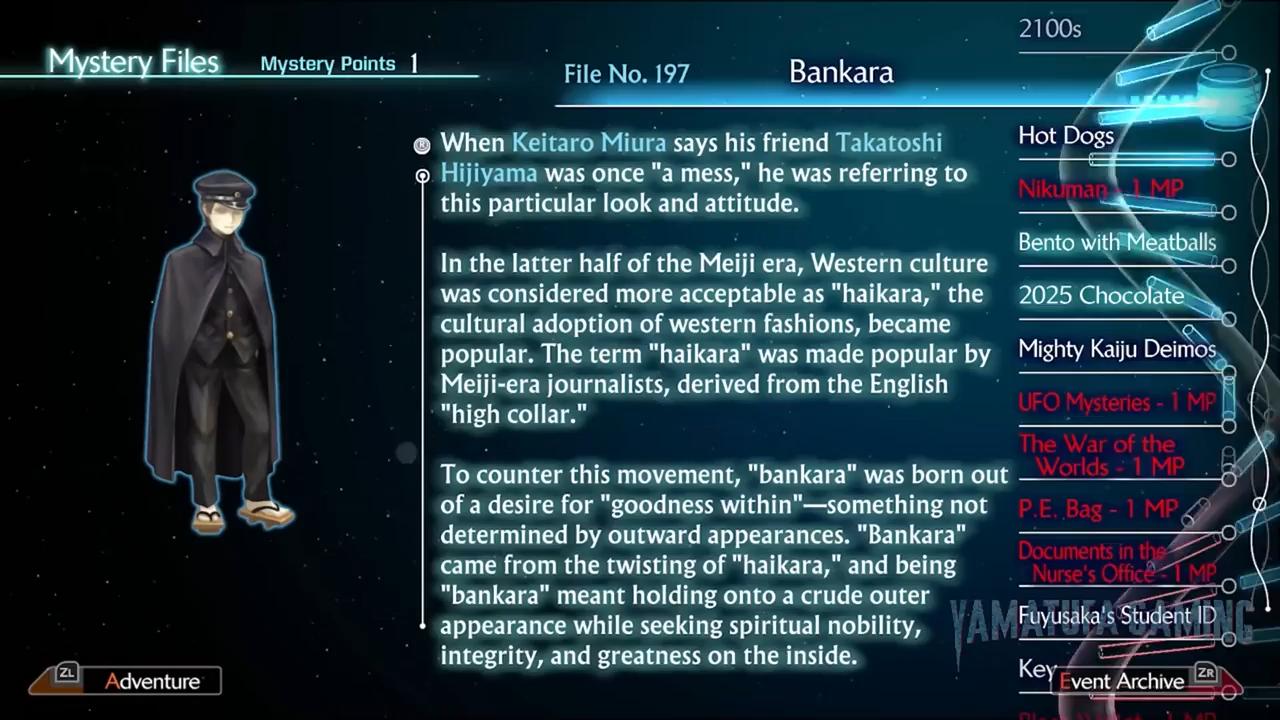 Mystery Files
Mystery Points 1
File No. 197
Bankara
When Keitaro Miura says his friend Takatoshi
Hijiyama was once "a mess," he was referring to
this particular look and attitude.
In the latter half of the Meiji era, Western culture
was considered more acceptable as "haikara," the
cultural adoption of western fashions, became
popular. The term "haikara" was made popular by
Meiji-era journalists, derived from the English
"high collar."
To counter this movement, "bankara" was born out
of a desire for "goodness within"—something not
determined by outward appearances. "Bankara"
came from the twisting of "haikara," and being
"bankara" meant holding onto a crude outer
appearance while seeking spiritual nobility,
integrity, and greatness on the inside.
2100s
Hot Dogs
Nikuman - 1 MP
Bento with Meatballs
2025 Chocolate
Mighty Kaiju Deimos
UFO Mysteries - 1 MP
The War of the
Worlds - 1 MP
P.E. Bag - 1 MP
Documents in the
Nurse's Office - 1 MP
Fuyusaka's Student ID
Key
YAMATUFA GAMING
ZL
Adventure
Event Archive
ZR